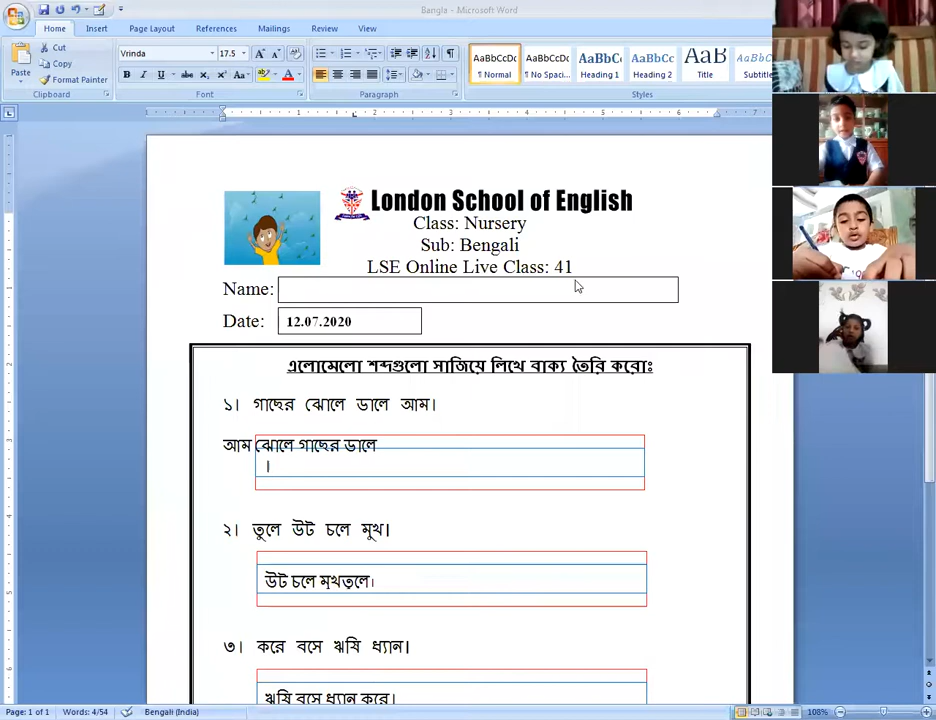 Bangla - Microsoft Word
Home Insert Page Layout References Mailings Review View
Cut
Copy
Format Painter
Paste
Clipboard
Vrinda 17.5
Font
Paragraph
AaBbCcDc AaBbCcDc AaBbC AaBbCc AaB AaBbC
¶ Normal ¶ No Spaci... Heading 1 Heading 2 Title Subti
Styles
London School of English
Class: Nursery
Sub: Bengali
LSE Online Live Class: 41
Name:
Date: 12.07.2020
এলোমেলো শব্দগুলো সাজিয়ে লিখে বাক্য তৈরি করোঃ
১। গাছের ঝোলে ডালে আম।
আম ঝোলে গাছের ডালে
।
২। তুলে উট চলে মুখ।
উট চলে মুখতুলে।
৩। করে বসে ঋষি ধ্যান।
ঋষি বসে ধ্যান করে।
Page: 1 of 1 Words: 4/54 Bengali (India) 108%